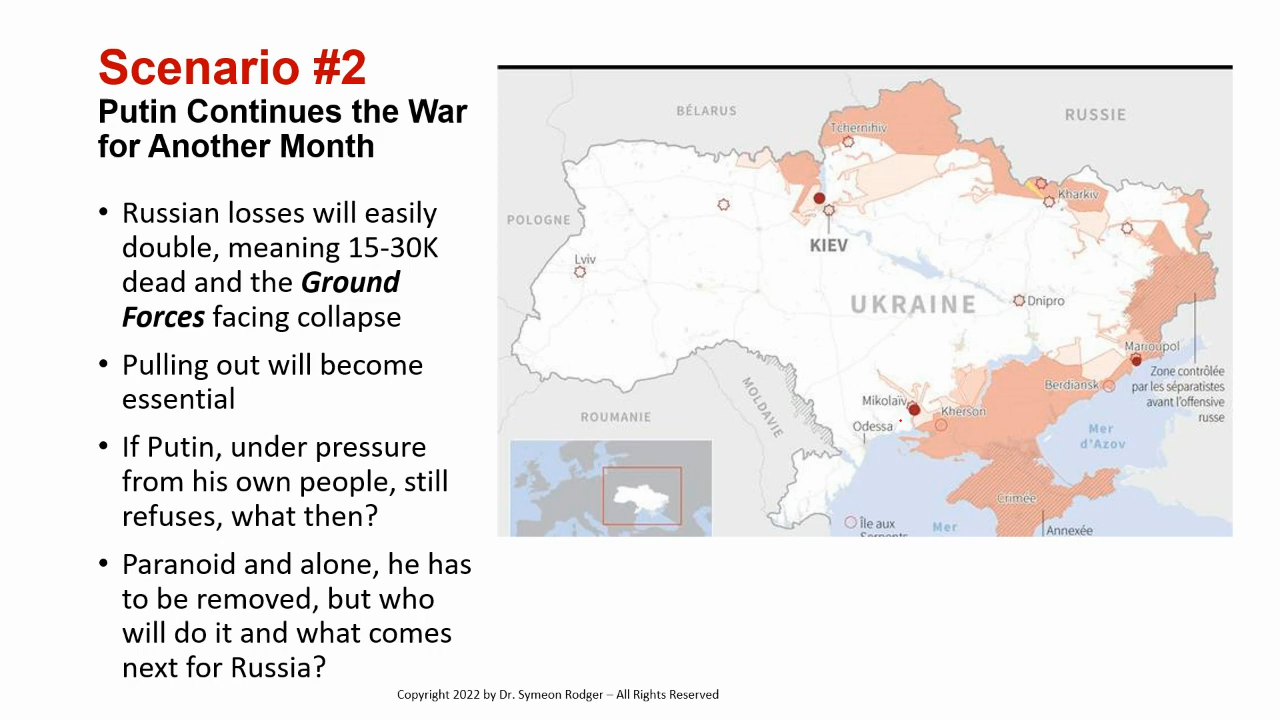 Scenario #2
Putin Continues the War
for Another Month
• Russian losses will easily
double, meaning 15-30K
dead and the Ground
Forces facing collapse
• Pulling out will become
essential
• If Putin, under pressure
from his own people, still
refuses, what then?
• Paranoid and alone, he has
to be removed, but who
will do it and what comes
next for Russia?
BÉLARUS
RUSSIE
Tchernihiv
Kharkiv
POLOGNE
KIEV
Lviv
UKRAINE
Dnipro
Marioupol
Zone contrôlée
par les séparatistes
avant l'offensive
russe
Berdiansk
MOLDAVIE
Mikolaïv
Kherson
ROUMANIE
Odessa
Mer
d'Azov
Crimée
Île aux
Serpents
Mer
Annexée
Copyright 2022 by Dr. Symeon Rodger – All Rights Reserved